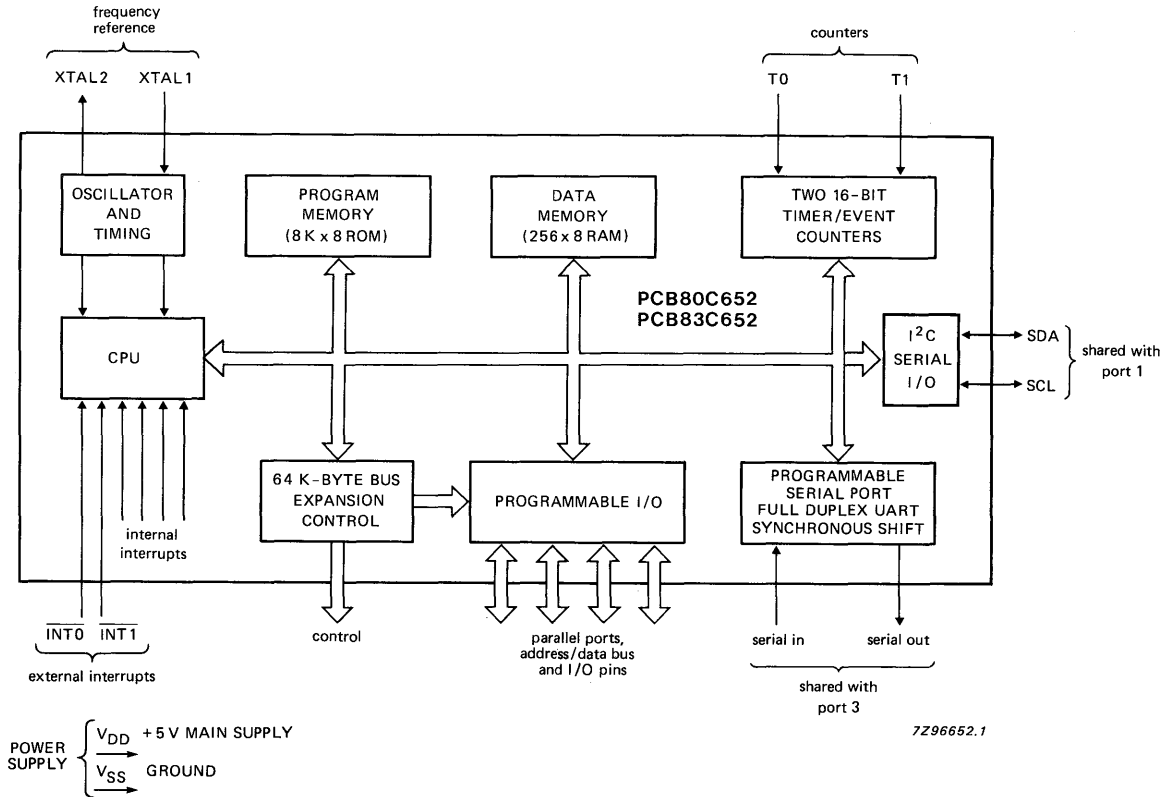 frequency
reference
counters
XTAL2 XTAL1
T0 T1
OSCILLATOR
AND
TIMING
PROGRAM
MEMORY
(8K x 8 ROM)
DATA
MEMORY
(256 x 8 RAM)
TWO 16-BIT
TIMER/EVENT
COUNTERS
PCB80C652
PCB83C652
CPU
I²C
SERIAL
I/O
SDA
SCL
shared with
port 1
64 K-BYTE BUS
EXPANSION
CONTROL
PROGRAMMABLE I/O
PROGRAMMABLE
SERIAL PORT
FULL DUPLEX UART
SYNCHRONOUS SHIFT
internal
interrupts
INT0 INT1
external interrupts
control
parallel ports,
address/data bus
and I/O pins
serial in serial out
shared with
port 3
7Z96652.1
POWER
SUPPLY
VDD +5 V MAIN SUPPLY
VSS GROUND